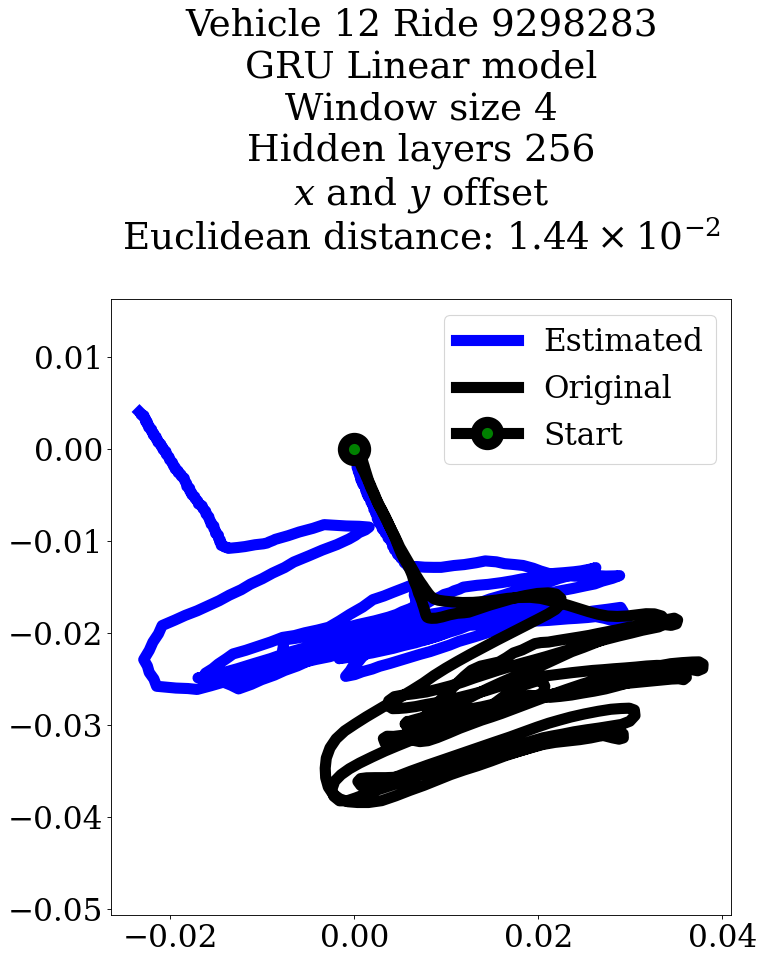 Vehicle 12 Ride 9298283
GRU Linear model
Window size 4
Hidden layers 256
x and y offset
Euclidean distance: 1.44 × 10⁻²
Estimated
Original
Start
0.01
0.00
−0.01
−0.02
−0.03
−0.04
−0.05
−0.02 0.00 0.02 0.04